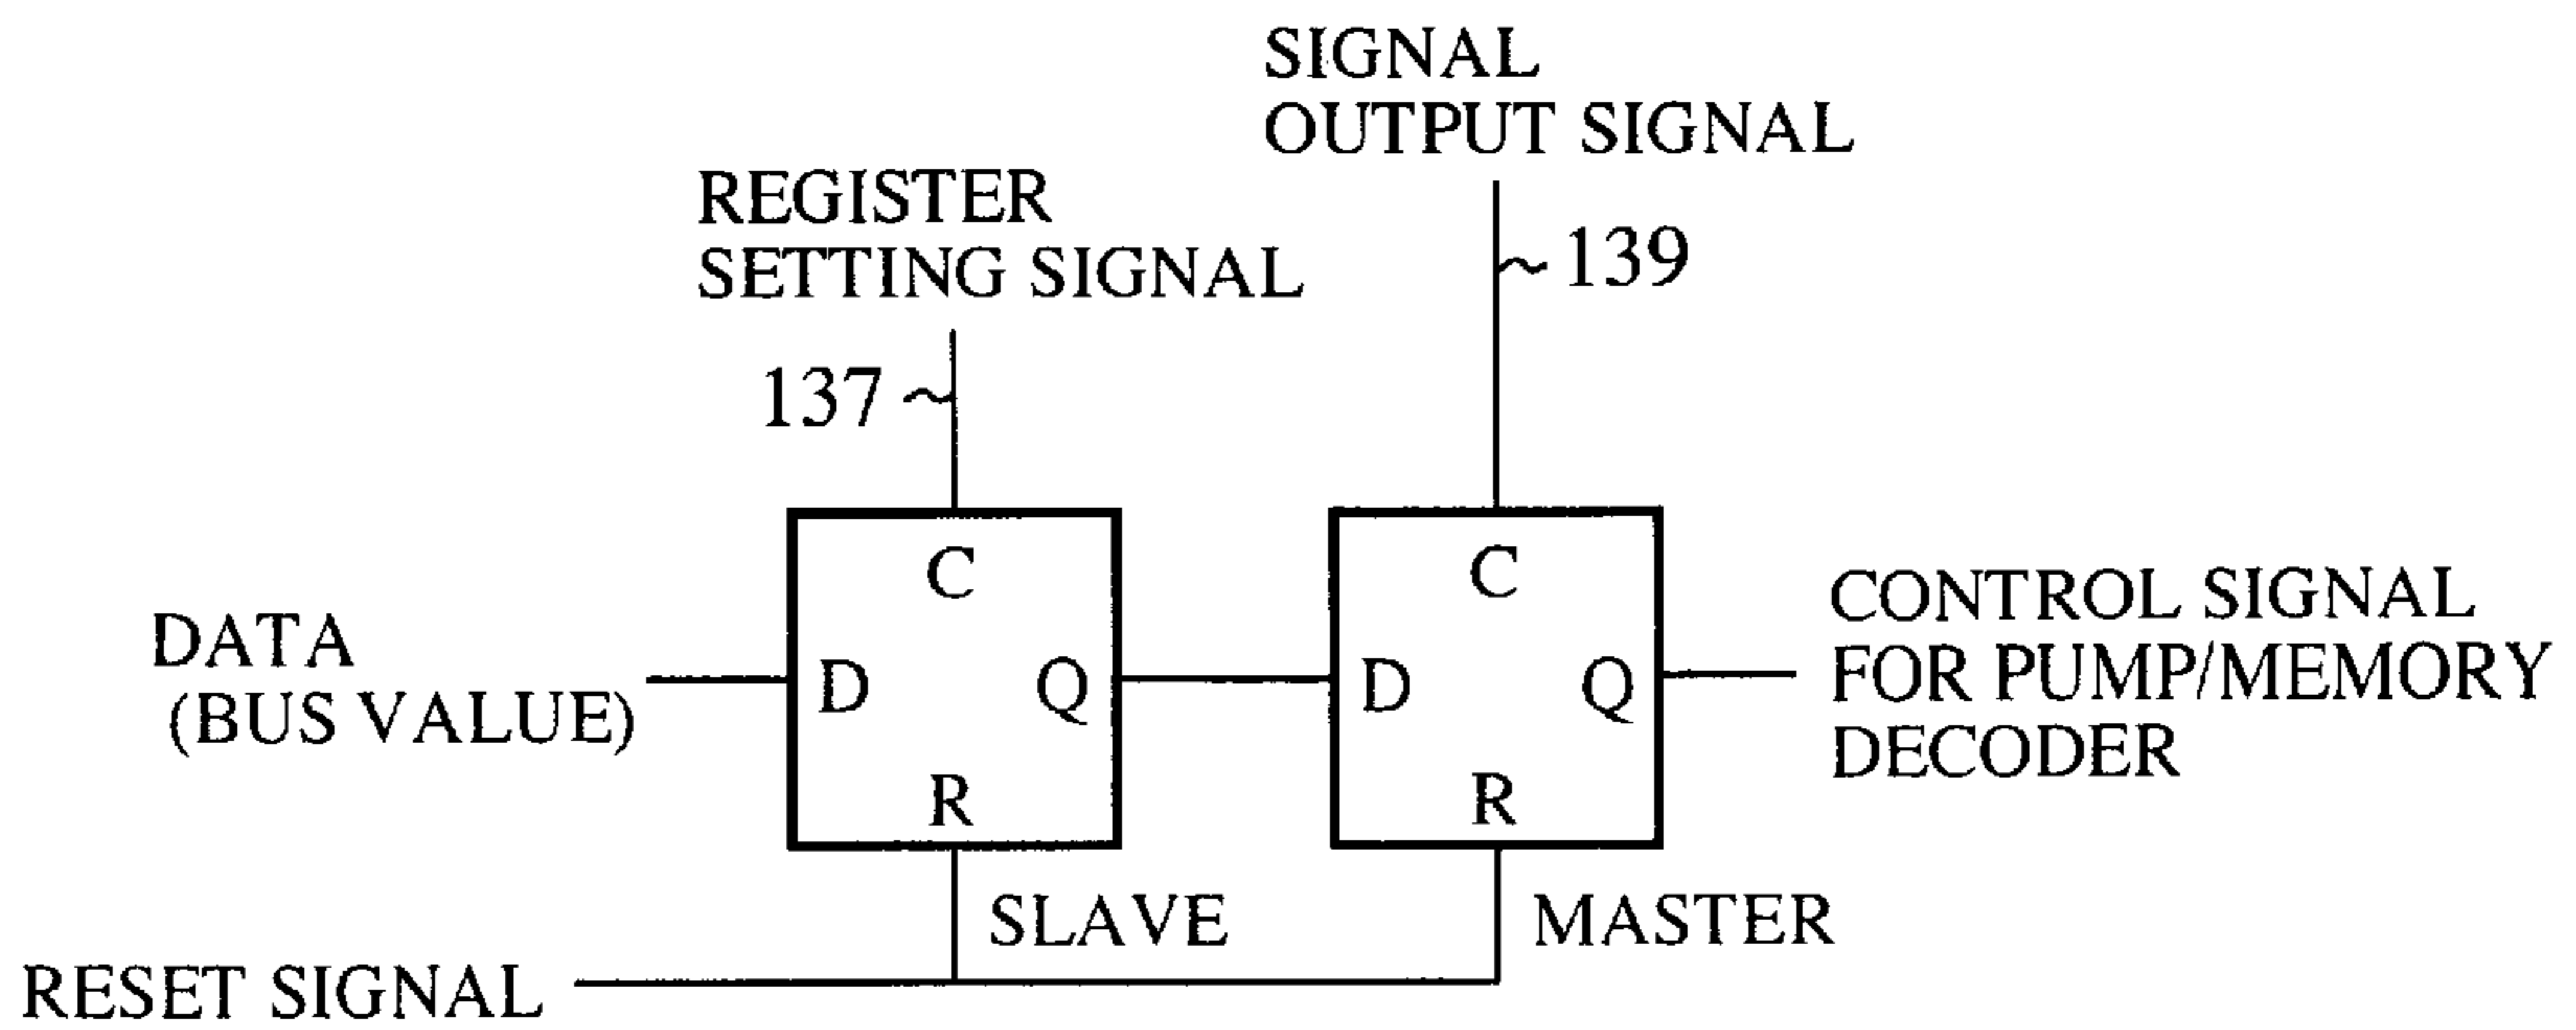 SIGNAL
OUTPUT SIGNAL
REGISTER
SETTING SIGNAL
139
137
C
C
DATA
(BUS VALUE)
D
Q
D
Q
CONTROL SIGNAL
FOR PUMP/MEMORY
DECODER
R
R
SLAVE
MASTER
RESET SIGNAL